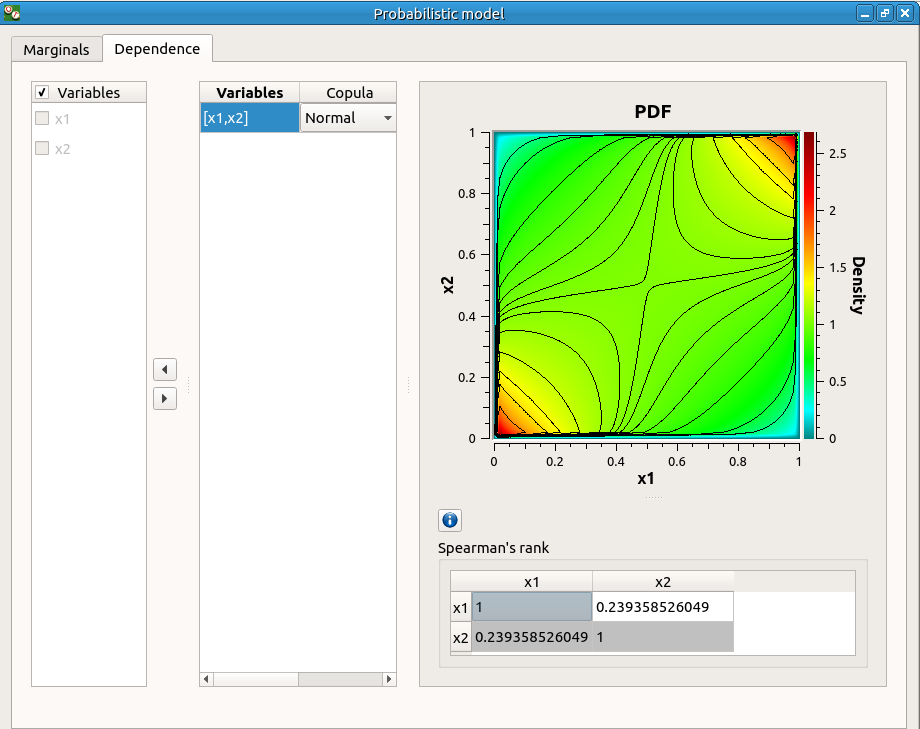 Probabilistic model
Marginals
Dependence
Variables
x1
x2
Variables
Copula
[x1,x2]
Normal
PDF
1
0.8
0.6
0.4
0.2
0
x2
0
0.2
0.4
0.6
0.8
1
x1
2.5
2
1.5
1
0.5
0
Density
Spearman's rank
x1
x2
x1
1
0.239358526049
x2
0.239358526049
1